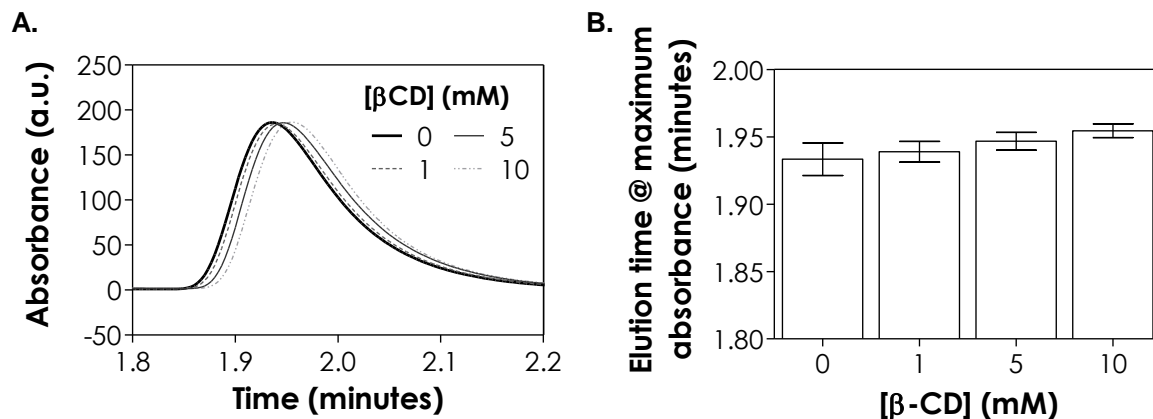 A.
Absorbance (a.u.)
250
200
150
100
50
0
-50
1.8 1.9 2.0 2.1 2.2
Time (minutes)
[βCD] (mM)
0 5
1 10
B.
Elution time @ maximum
absorbance (minutes)
2.00
1.95
1.90
1.85
1.80
0 1 5 10
[β-CD] (mM)